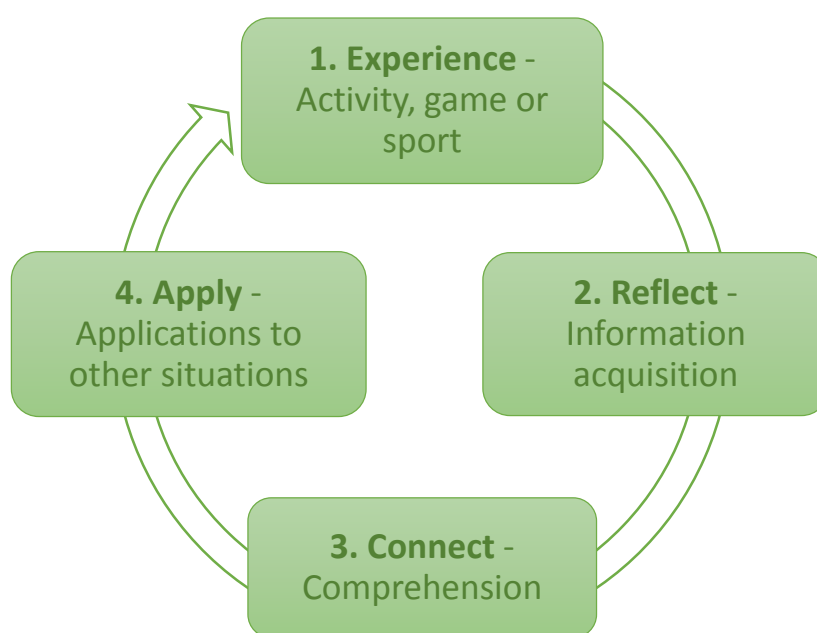 1. Experience -
Activity, game or
sport
2. Reflect -
Information
acquisition
3. Connect -
Comprehension
4. Apply -
Applications to
other situations